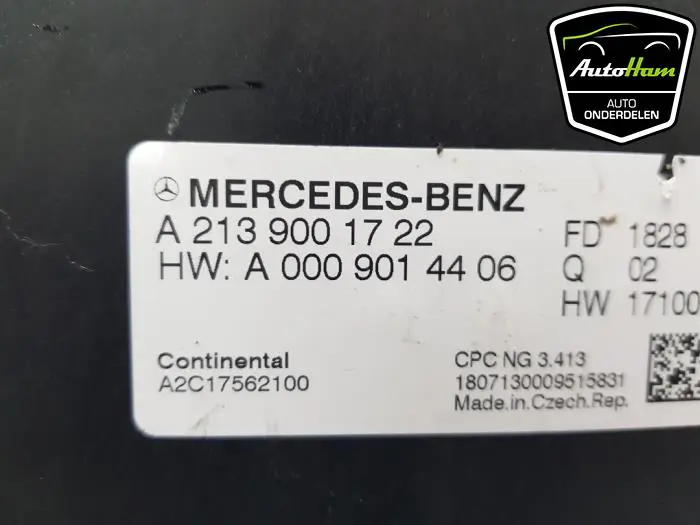 AutoHam
AUTO
ONDERDELEN
MERCEDES-BENZ
A 213 900 17 22
HW: A 000 901 44 06
FD 1828
Q 02
HW 17100
Continental
A2C17562100
CPC NG 3.413
1807130009515831
Made.in.Czech.Rep.